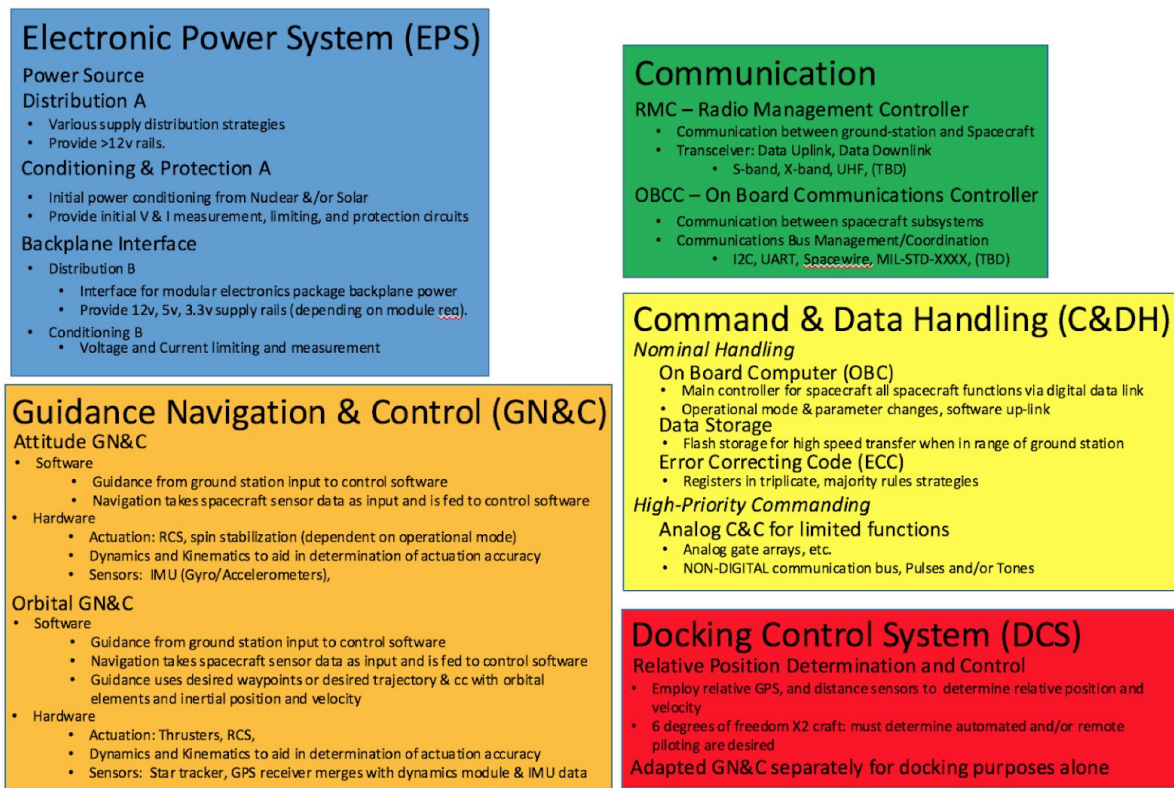 Electronic Power System (EPS)
Power Source
Distribution A
• Various supply distribution strategies
• Provide >12v rails.
Conditioning & Protection A
• Initial power conditioning from Nuclear &/or Solar
• Provide initial V & I measurement, limiting, and protection circuits
Backplane Interface
• Distribution B
• Interface for modular electronics package backplane power
• Provide 12v, 5v, 3.3v supply rails (depending on module req).
• Conditioning B
• Voltage and Current limiting and measurement
Guidance Navigation & Control (GN&C)
Attitude GN&C
• Software
• Guidance from ground station input to control software
• Navigation takes spacecraft sensor data as input and is fed to control software
• Hardware
• Actuation: RCS, spin stabilization (dependent on operational mode)
• Dynamics and Kinematics to aid in determination of actuation accuracy
• Sensors: IMU (Gyro/Accelerometers),
Orbital GN&C
• Software
• Guidance from ground station input to control software
• Navigation takes spacecraft sensor data as input and is fed to control software
• Guidance uses desired waypoints or desired trajectory & cc with orbital
elements and inertial position and velocity
• Hardware
• Actuation: Thrusters, RCS,
• Dynamics and Kinematics to aid in determination of actuation accuracy
• Sensors: Star tracker, GPS receiver merges with dynamics module & IMU data
Communication
RMC – Radio Management Controller
• Communication between ground-station and Spacecraft
• Transceiver: Data Uplink, Data Downlink
• S-band, X-band, UHF, (TBD)
OBCC – On Board Communications Controller
• Communication between spacecraft subsystems
• Communications Bus Management/Coordination
• I2C, UART, Spacewire, MIL-STD-XXXX, (TBD)
Command & Data Handling (C&DH)
Nominal Handling
On Board Computer (OBC)
• Main controller for spacecraft all spacecraft functions via digital data link
• Operational mode & parameter changes, software up-link
Data Storage
• Flash storage for high speed transfer when in range of ground station
Error Correcting Code (ECC)
• Registers in triplicate, majority rules strategies
High-Priority Commanding
Analog C&C for limited functions
• Analog gate arrays, etc.
• NON-DIGITAL communication bus, Pulses and/or Tones
Docking Control System (DCS)
Relative Position Determination and Control
• Employ relative GPS, and distance sensors to determine relative position and
velocity
• 6 degrees of freedom X2 craft: must determine automated and/or remote
piloting are desired
Adapted GN&C separately for docking purposes alone